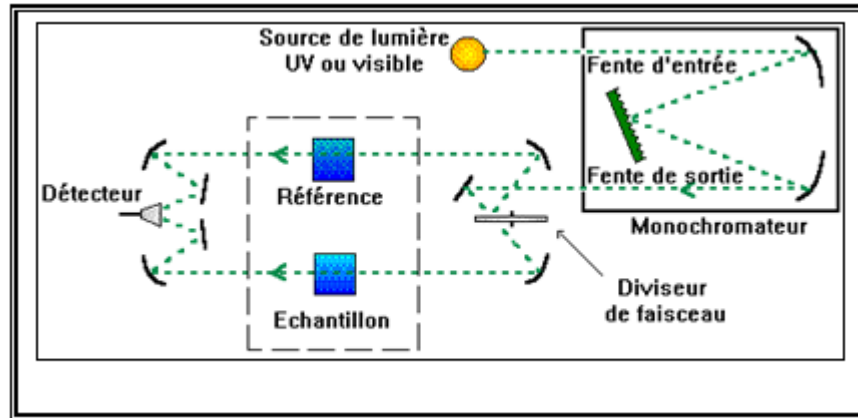 Source de lumière
UV ou visible
Fente d'entrée
Fente de sortie
Monochromateur
Détecteur
Référence
Echantillon
Diviseur
de faisceau